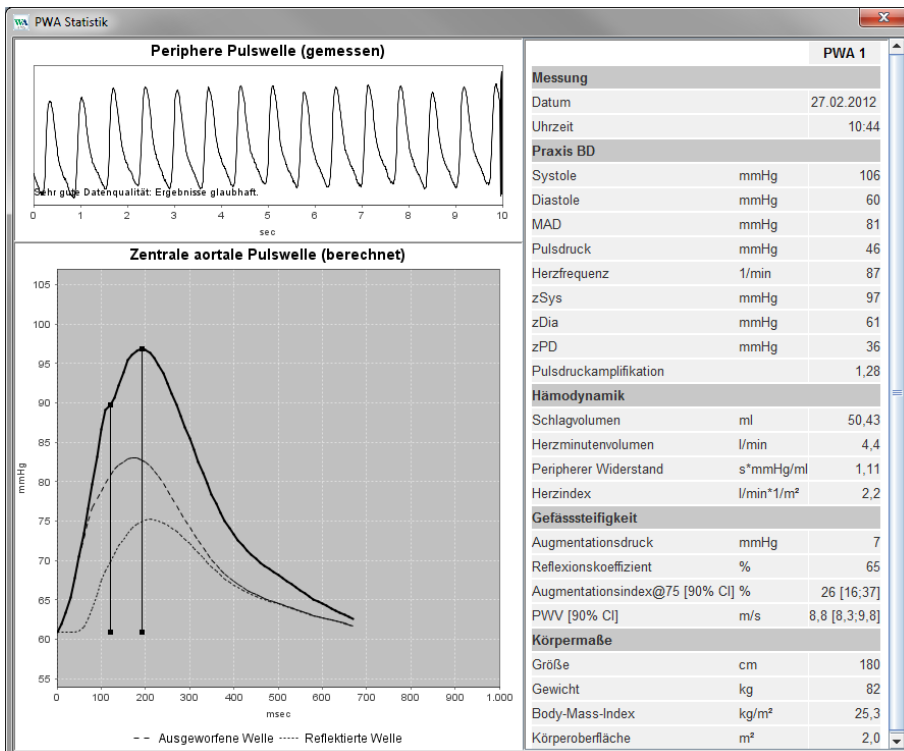 PWA Statistik
Periphere Pulswelle (gemessen)
Sehr gute Datenqualität: Ergebnisse glaubhaft.
0 1 2 3 4 5 6 7 8 9 10
sec
Zentrale aortale Pulswelle (berechnet)
105
100
95
90
85
80
75
70
65
60
55
mmHg
0 100 200 300 400 500 600 700 800 900 1.000
msec
Ausgeworfene Welle Reflektierte Welle
PWA 1
Messung
Datum 27.02.2012
Uhrzeit 10:44
Praxis BD
Systole mmHg 106
Diastole mmHg 60
MAD mmHg 81
Pulsdruck mmHg 46
Herzfrequenz 1/min 87
zSys mmHg 97
zDia mmHg 61
zPD mmHg 36
Pulsdruckamplifikation 1,28
Hämodynamik
Schlagvolumen ml 50,43
Herzminutenvolumen l/min 4,4
Peripherer Widerstand s*mmHg/ml 1,11
Herzindex l/min*1/m² 2,2
Gefässsteifigkeit
Augmentationsdruck mmHg 7
Reflexionskoeffizient % 65
Augmentationsindex@75 [90% CI] % 26 [16;37]
PWV [90% CI] m/s 8,8 [8,3;9,8]
Körpermaße
Größe cm 180
Gewicht kg 82
Body-Mass-Index kg/m² 25,3
Körperoberfläche m² 2,0